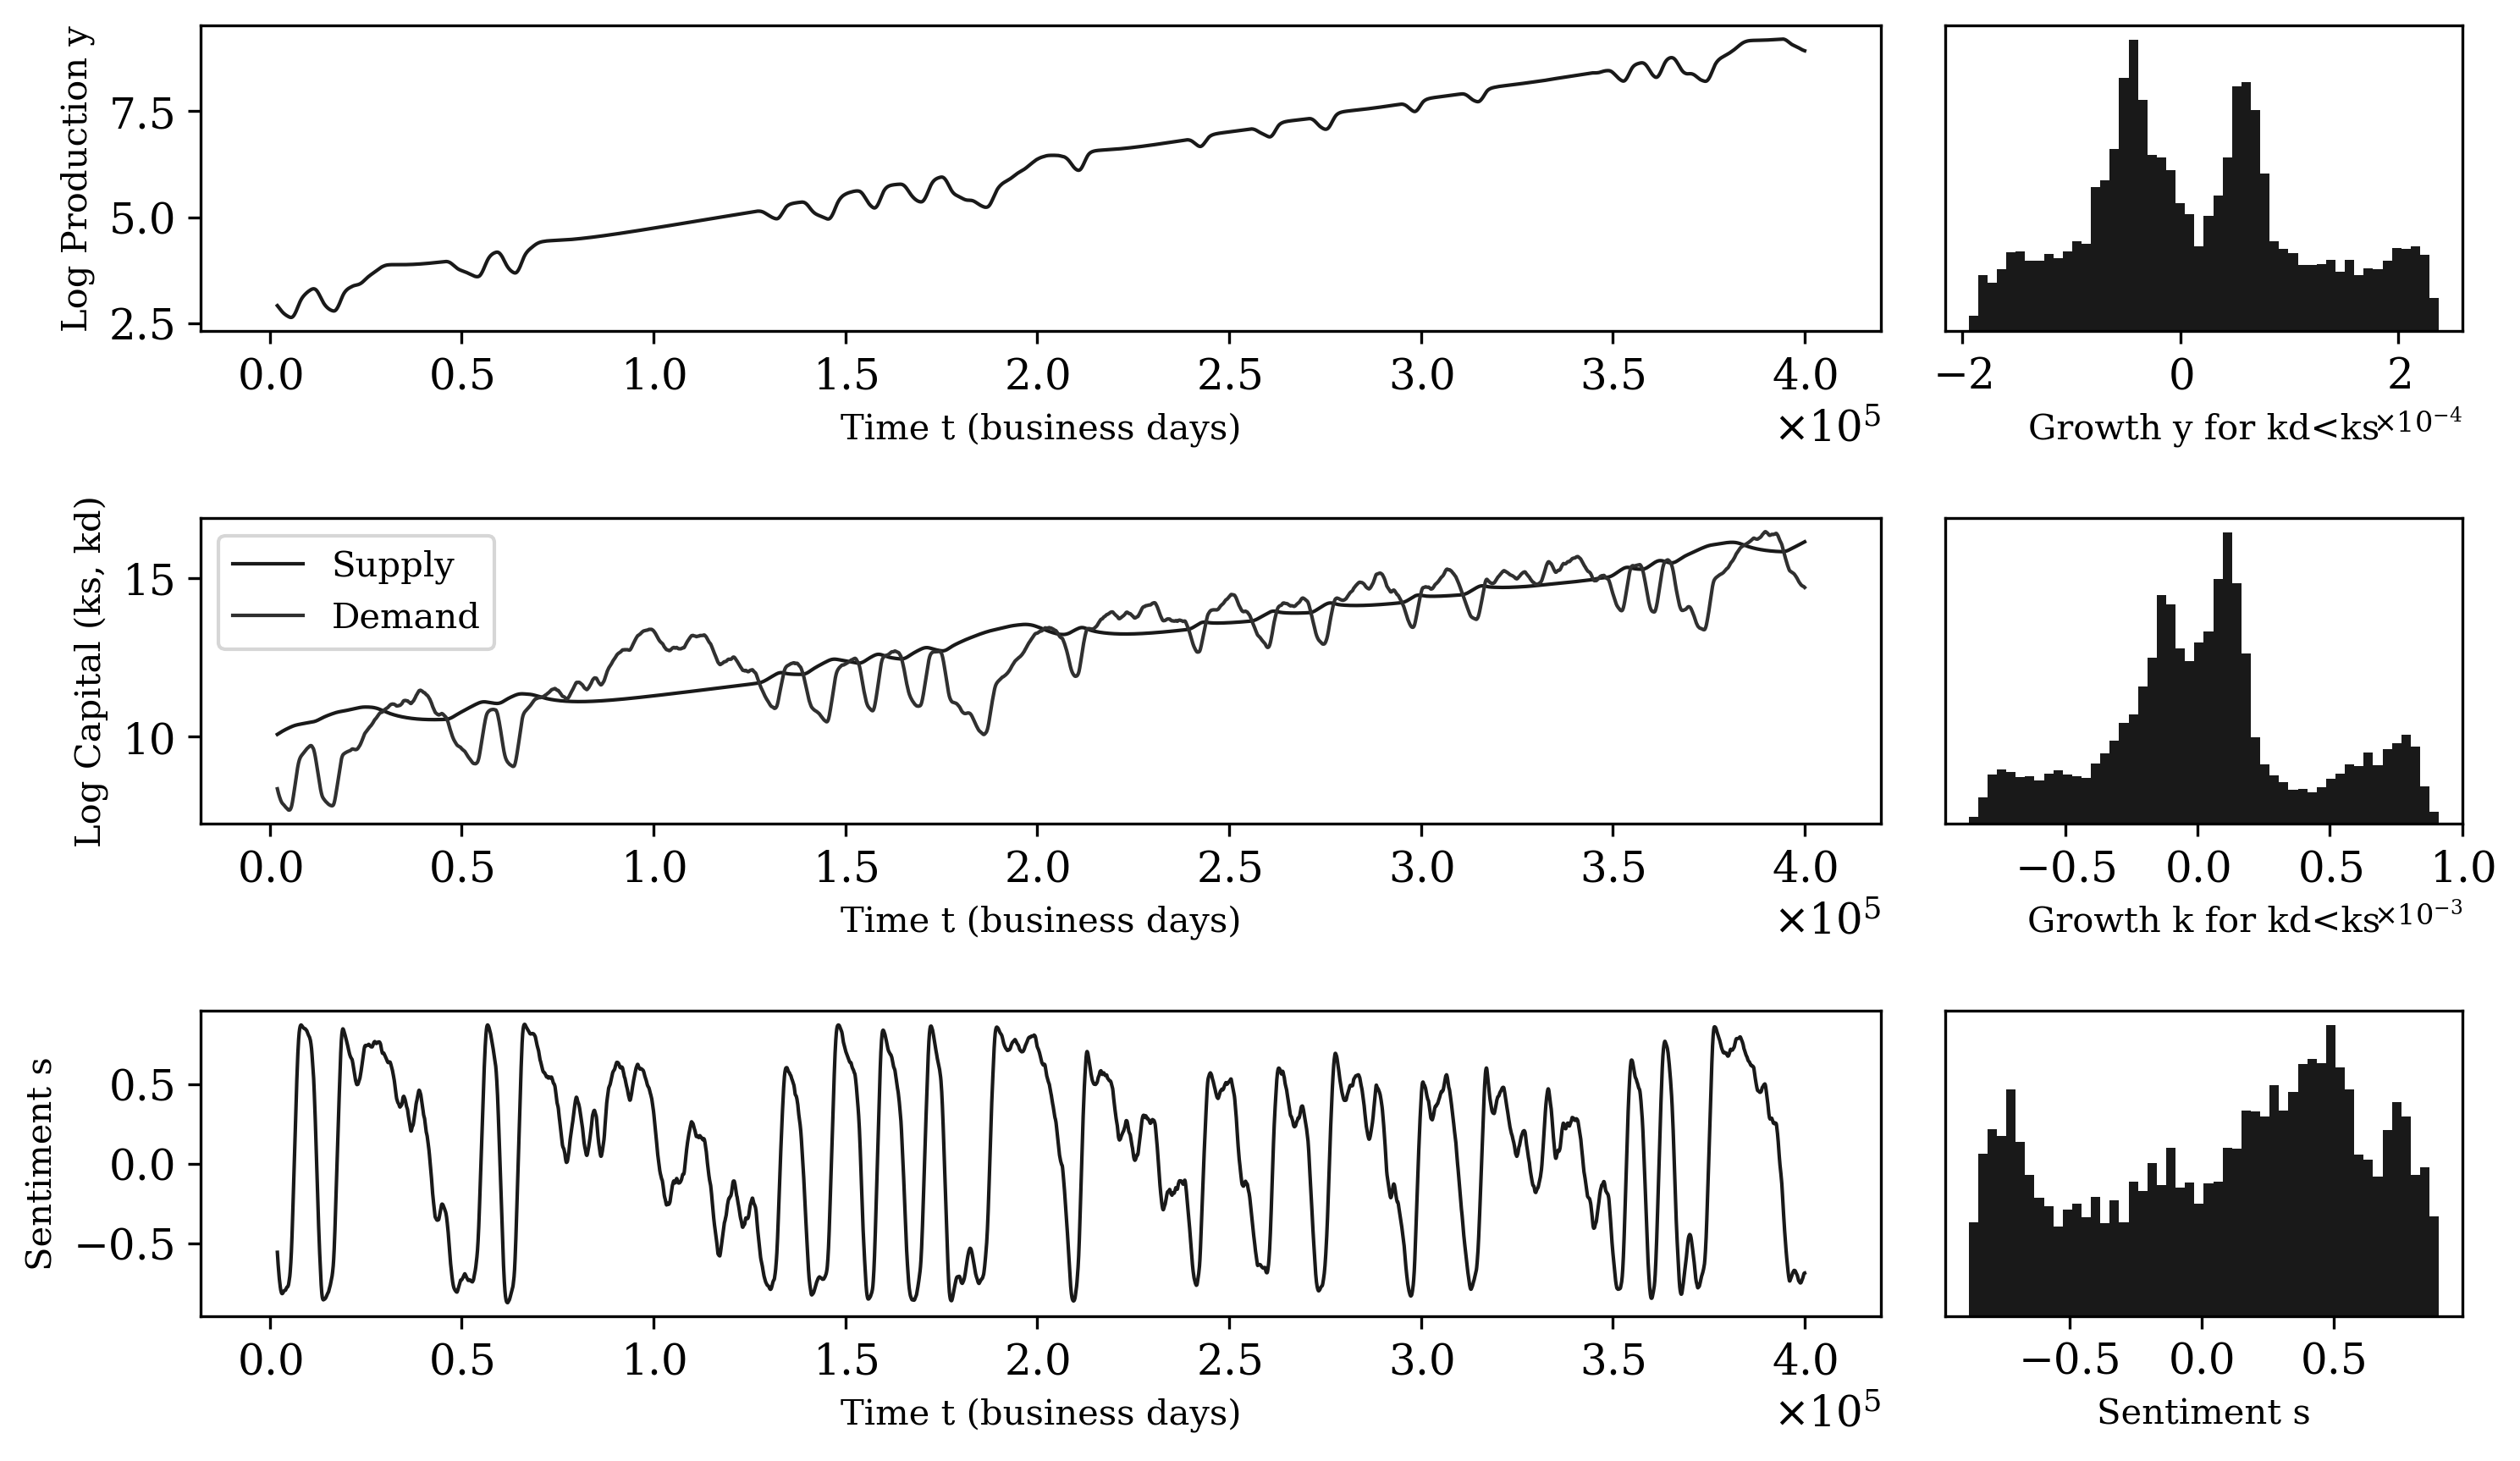 Log Production y
7.5
5.0
2.5
0.0 0.5 1.0 1.5 2.0 2.5 3.0 3.5 4.0
Time t (business days)
×10⁵
−2 0 2
Growth y for kd<ks
×10⁻⁴
Log Capital (ks, kd)
15
10
Supply
Demand
0.0 0.5 1.0 1.5 2.0 2.5 3.0 3.5 4.0
Time t (business days)
×10⁵
−0.5 0.0 0.5 1.0
Growth k for kd<ks
×10⁻³
Sentiment s
0.5
0.0
−0.5
0.0 0.5 1.0 1.5 2.0 2.5 3.0 3.5 4.0
Time t (business days)
×10⁵
−0.5 0.0 0.5
Sentiment s